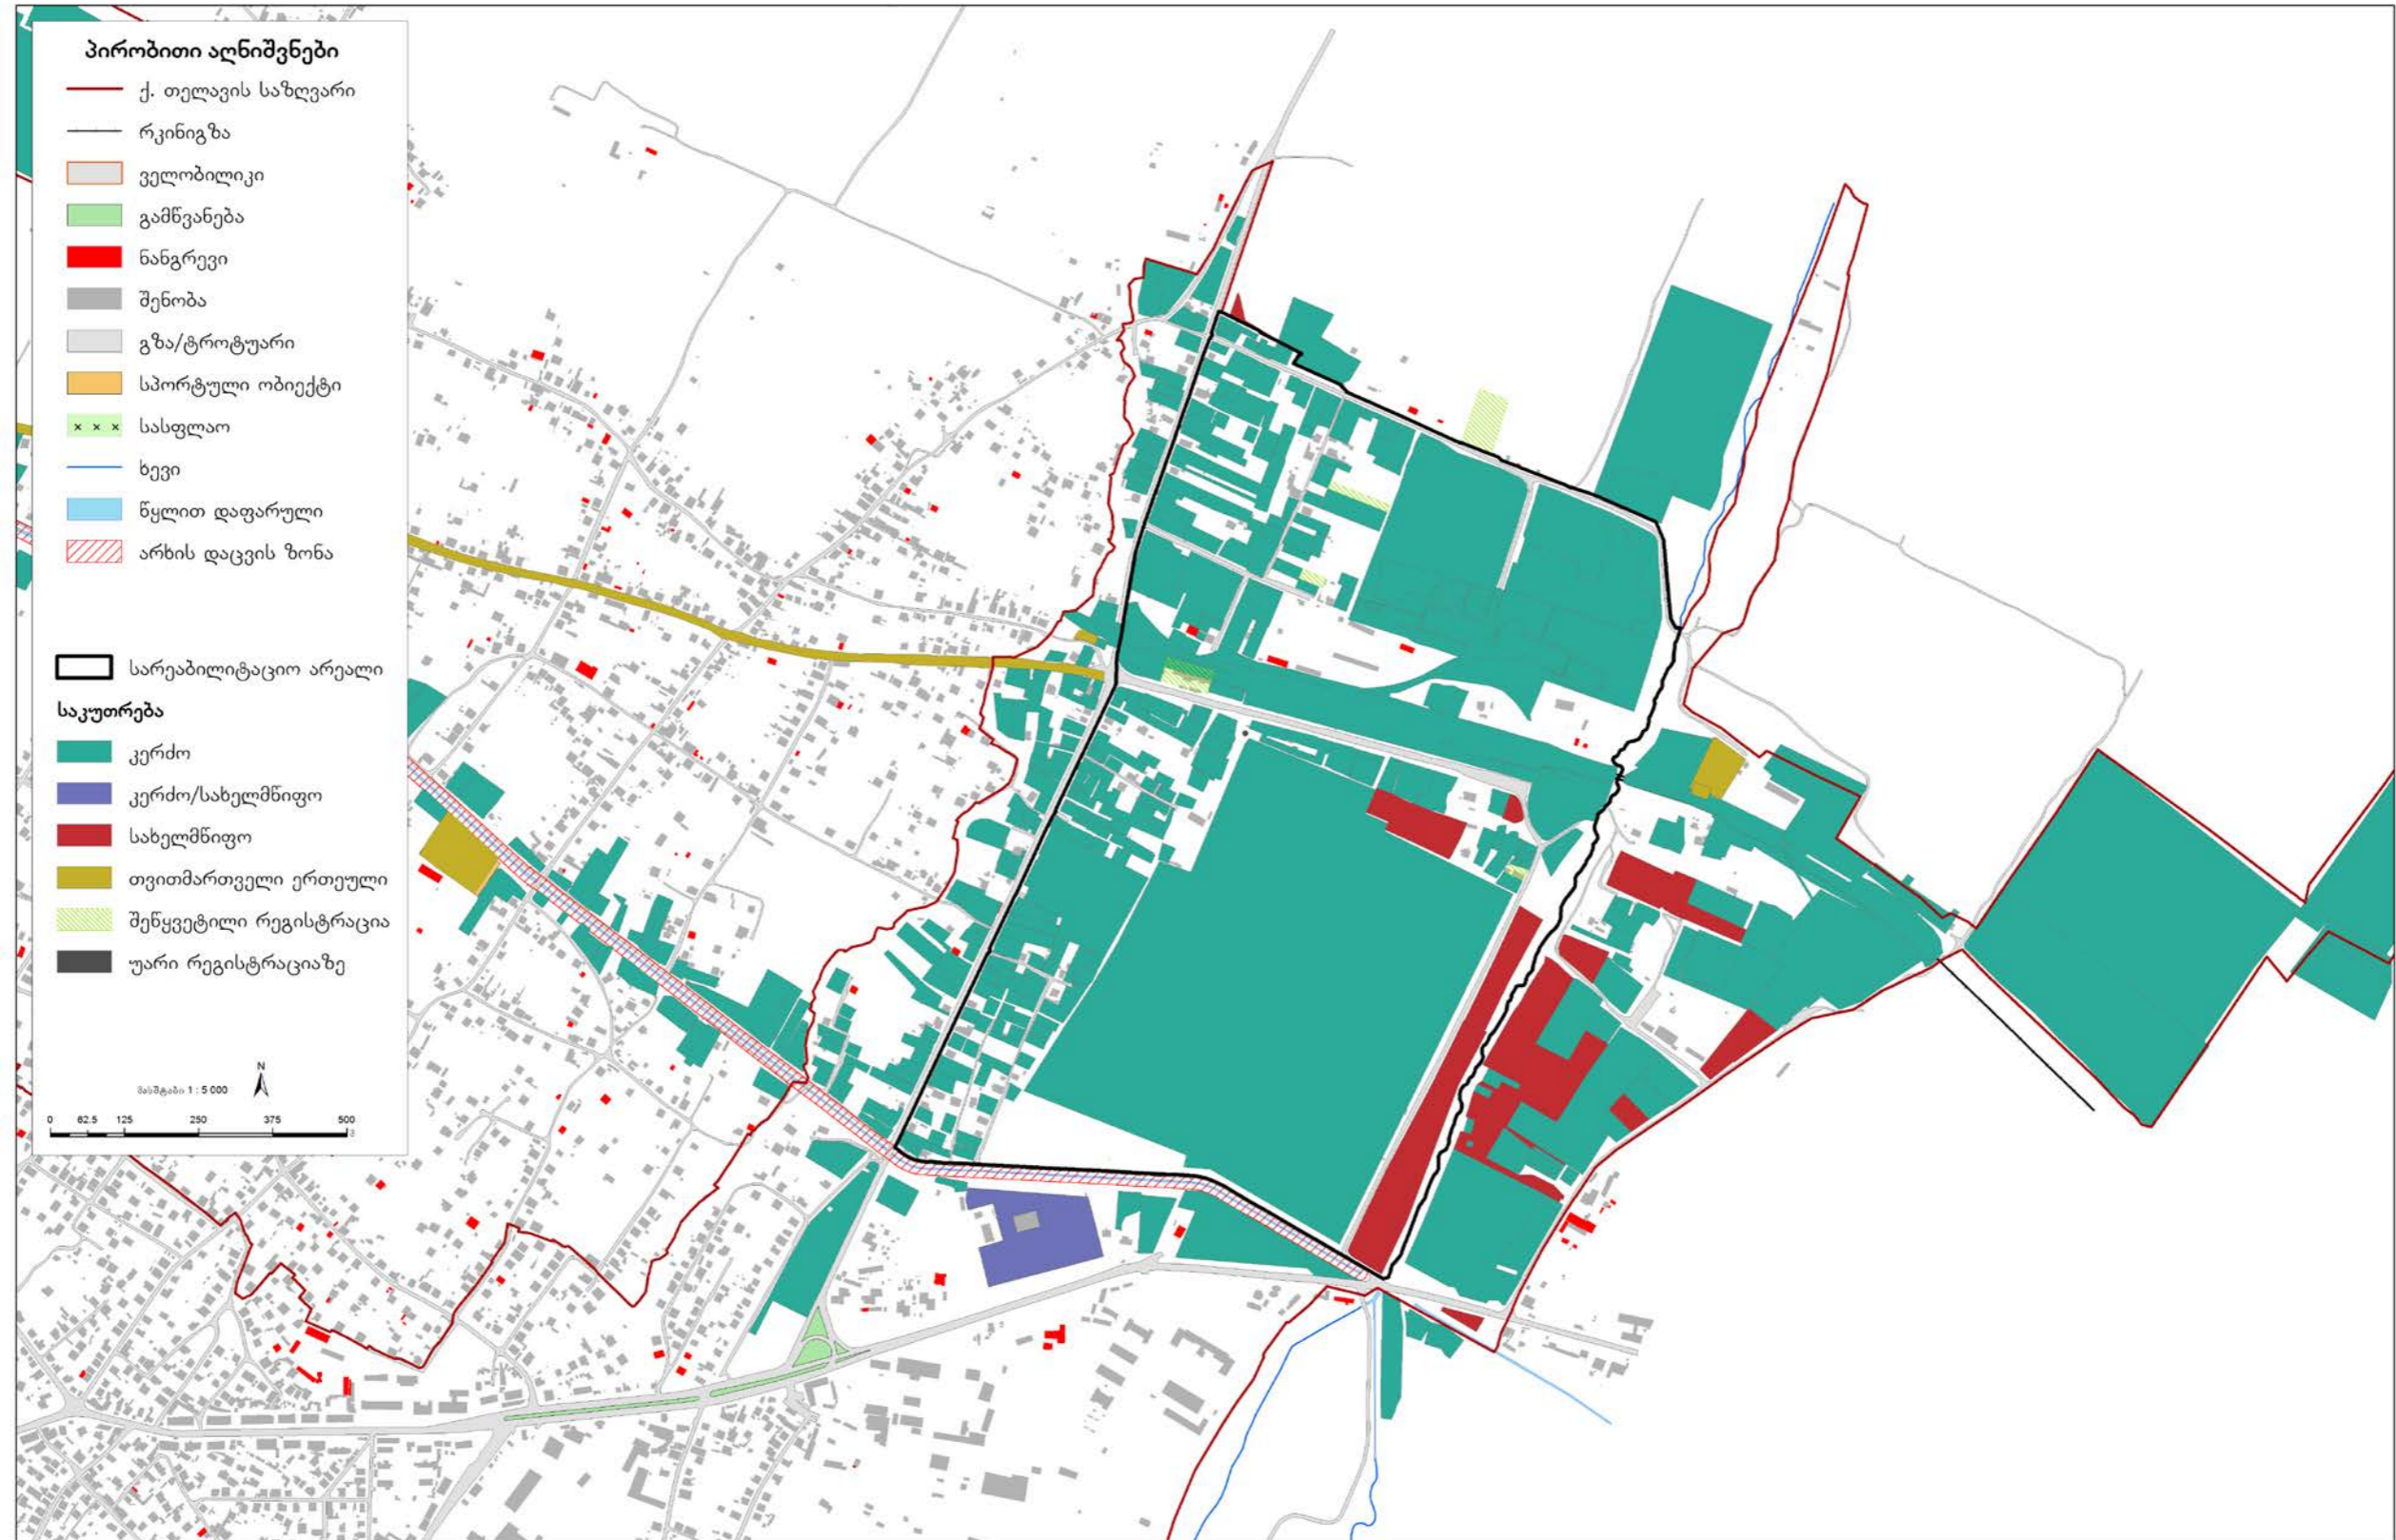 პირობითი აღნიშვნები
ქ. თელავის საზღვარი
რკინიგზა
ველობილიკი
გამწვანება
ნანგრევი
შენობა
გზა/ტროტუარი
სპორტული ობიექტი
სასფლაო
ხევი
წყლით დაფარული
არხის დაცვის ზონა
სარეაბილიტაციო არეალი
საკუთრება
კერძო
კერძო/სახელმწიფო
სახელმწიფო
თვითმართველი ერთეული
შეწყვეტილი რეგისტრაცია
უარი რეგისტრაციაზე
N
მასშტაბი 1 : 5 000
0 62.5 125 250 375 500